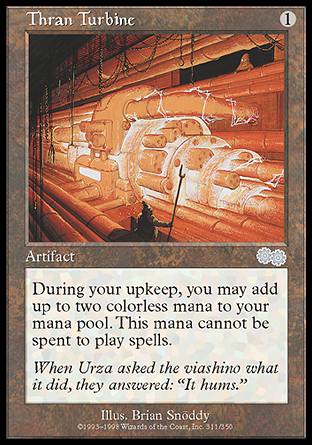 Thran Turbine 1
Artifact
During your upkeep, you may add
up to two colorless mana to your
mana pool. This mana cannot be
spent to play spells.
When Urza asked the viashino what
it did, they answered: “It hums.”
Illus. Brian Snoddy
©1993–1998 Wizards of the Coast, Inc. 311/350